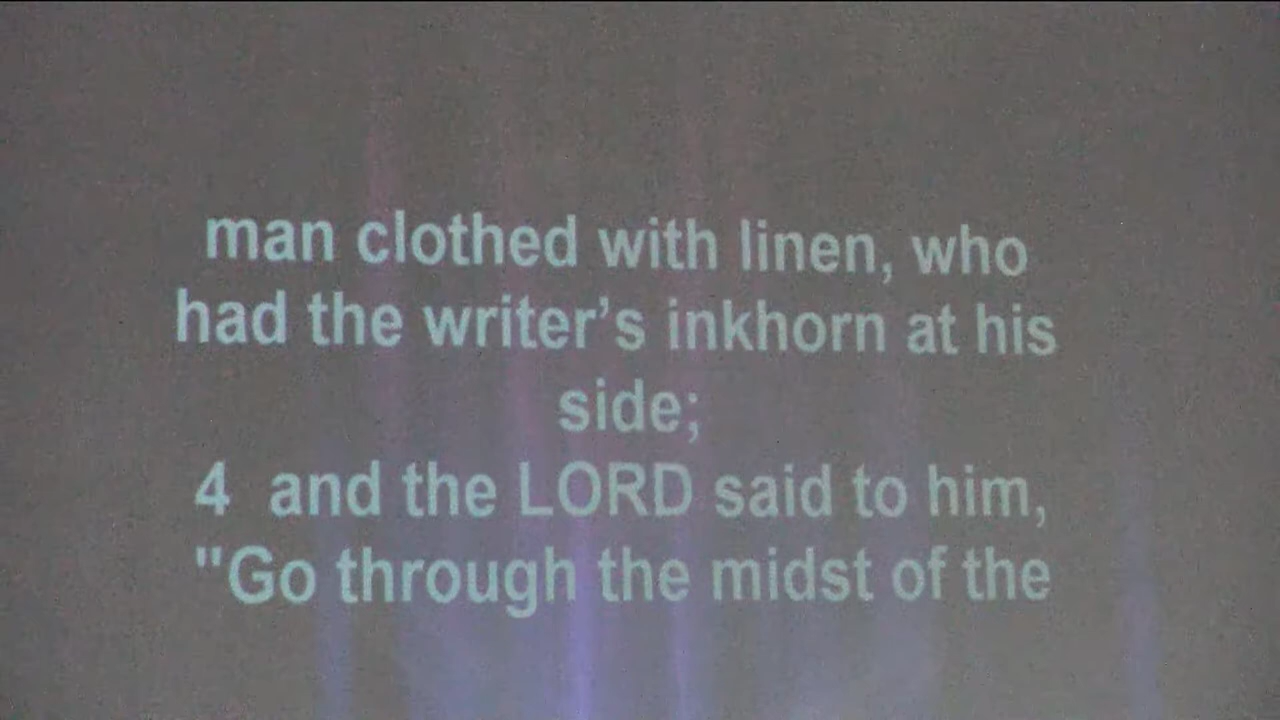 man clothed with linen, who
had the writer’s inkhorn at his
side;
4 and the LORD said to him,
"Go through the midst of the